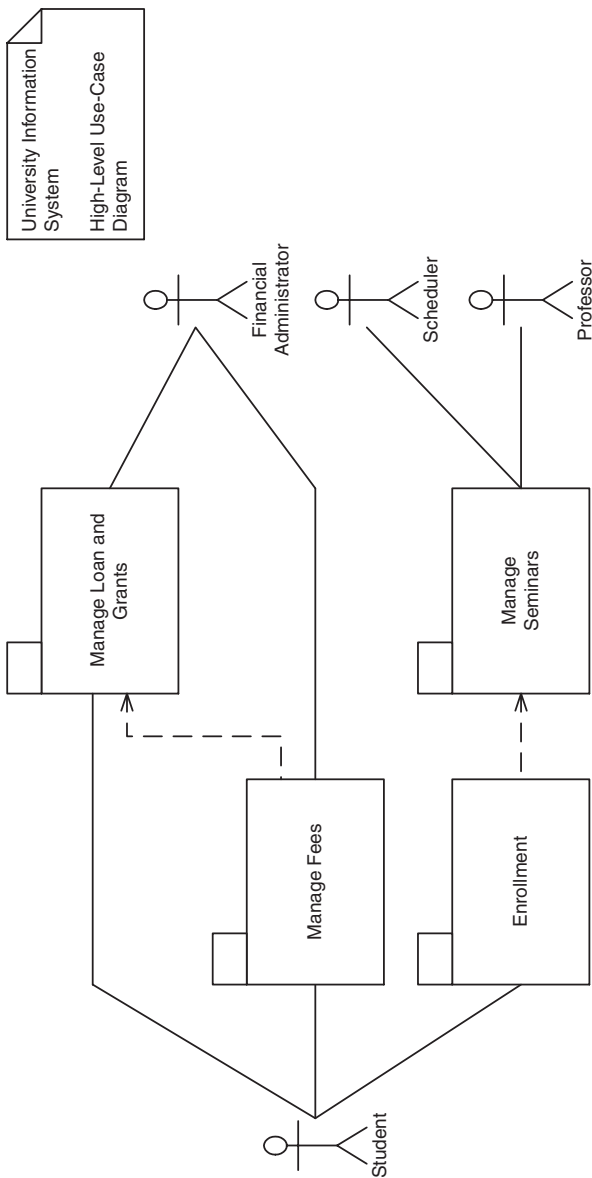 University Information
System
High-Level Use-Case
Diagram
Manage Loan and
Grants
Financial
Administrator
Student
Manage Fees
Scheduler
Enrollment
Manage
Seminars
Professor